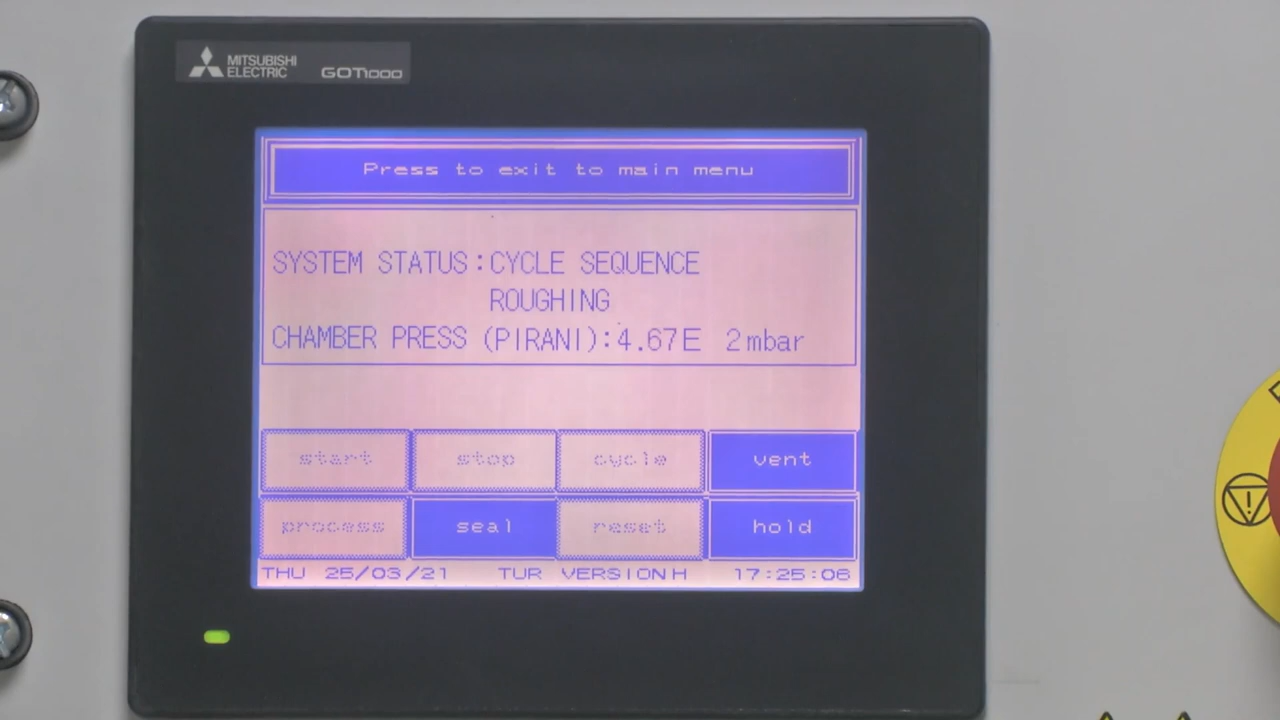 MITSUBISHI
ELECTRIC GOT1000
Press to exit to main menu
SYSTEM STATUS:CYCLE SEQUENCE
ROUGHING
CHAMBER PRESS (PIRANI):4.67E 2mbar
start stop cycle vent
process seal reset hold
THU 25/03/21 TUR VERSION H 17:25:06